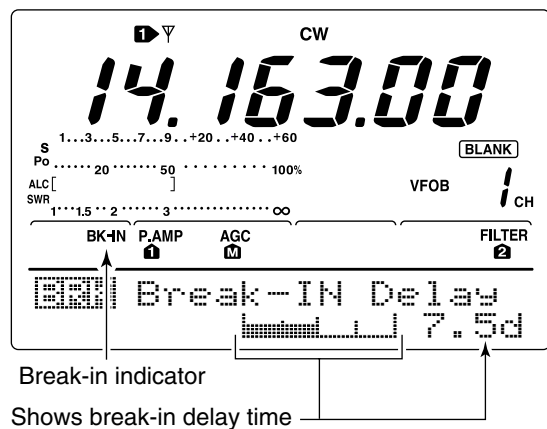 1 CW
14.163.00
S 1...3...5...7...9..+20..+40..+60
Po 20 50 100%
BLANK
ALC
VFOB 1 CH
SWR 1 1.5 2 3 ∞
BK-IN P.AMP AGC FILTER
1 M 2
Break-IN Delay
7.5d
Break-in indicator
Shows break-in delay time